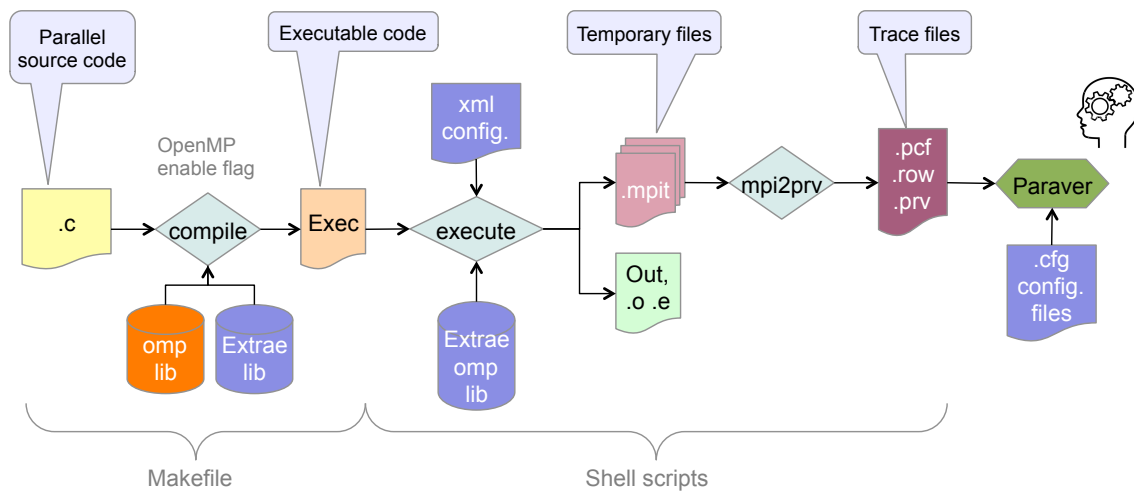 Parallel
source code
Executable code
Temporary files
Trace files
OpenMP
enable flag
xml
config.
.c
compile
Exec
execute
.mpit
mpi2prv
.pcf
.row
.prv
Paraver
Out,
.o .e
omp
lib
Extrae
lib
Extrae
omp
lib
.cfg
config.
files
Makefile
Shell scripts